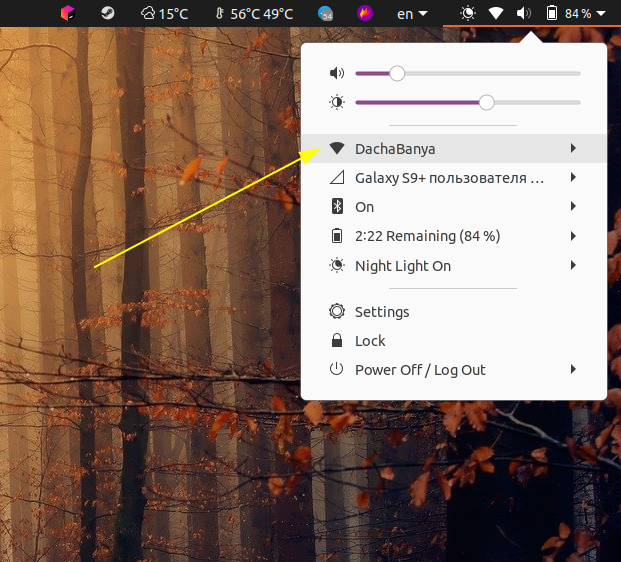 15°C 56°C 49°C 54 en 84 %
DachaBanya
Galaxy S9+ пользователя ...
On
2:22 Remaining (84 %)
Night Light On
Settings
Lock
Power Off / Log Out